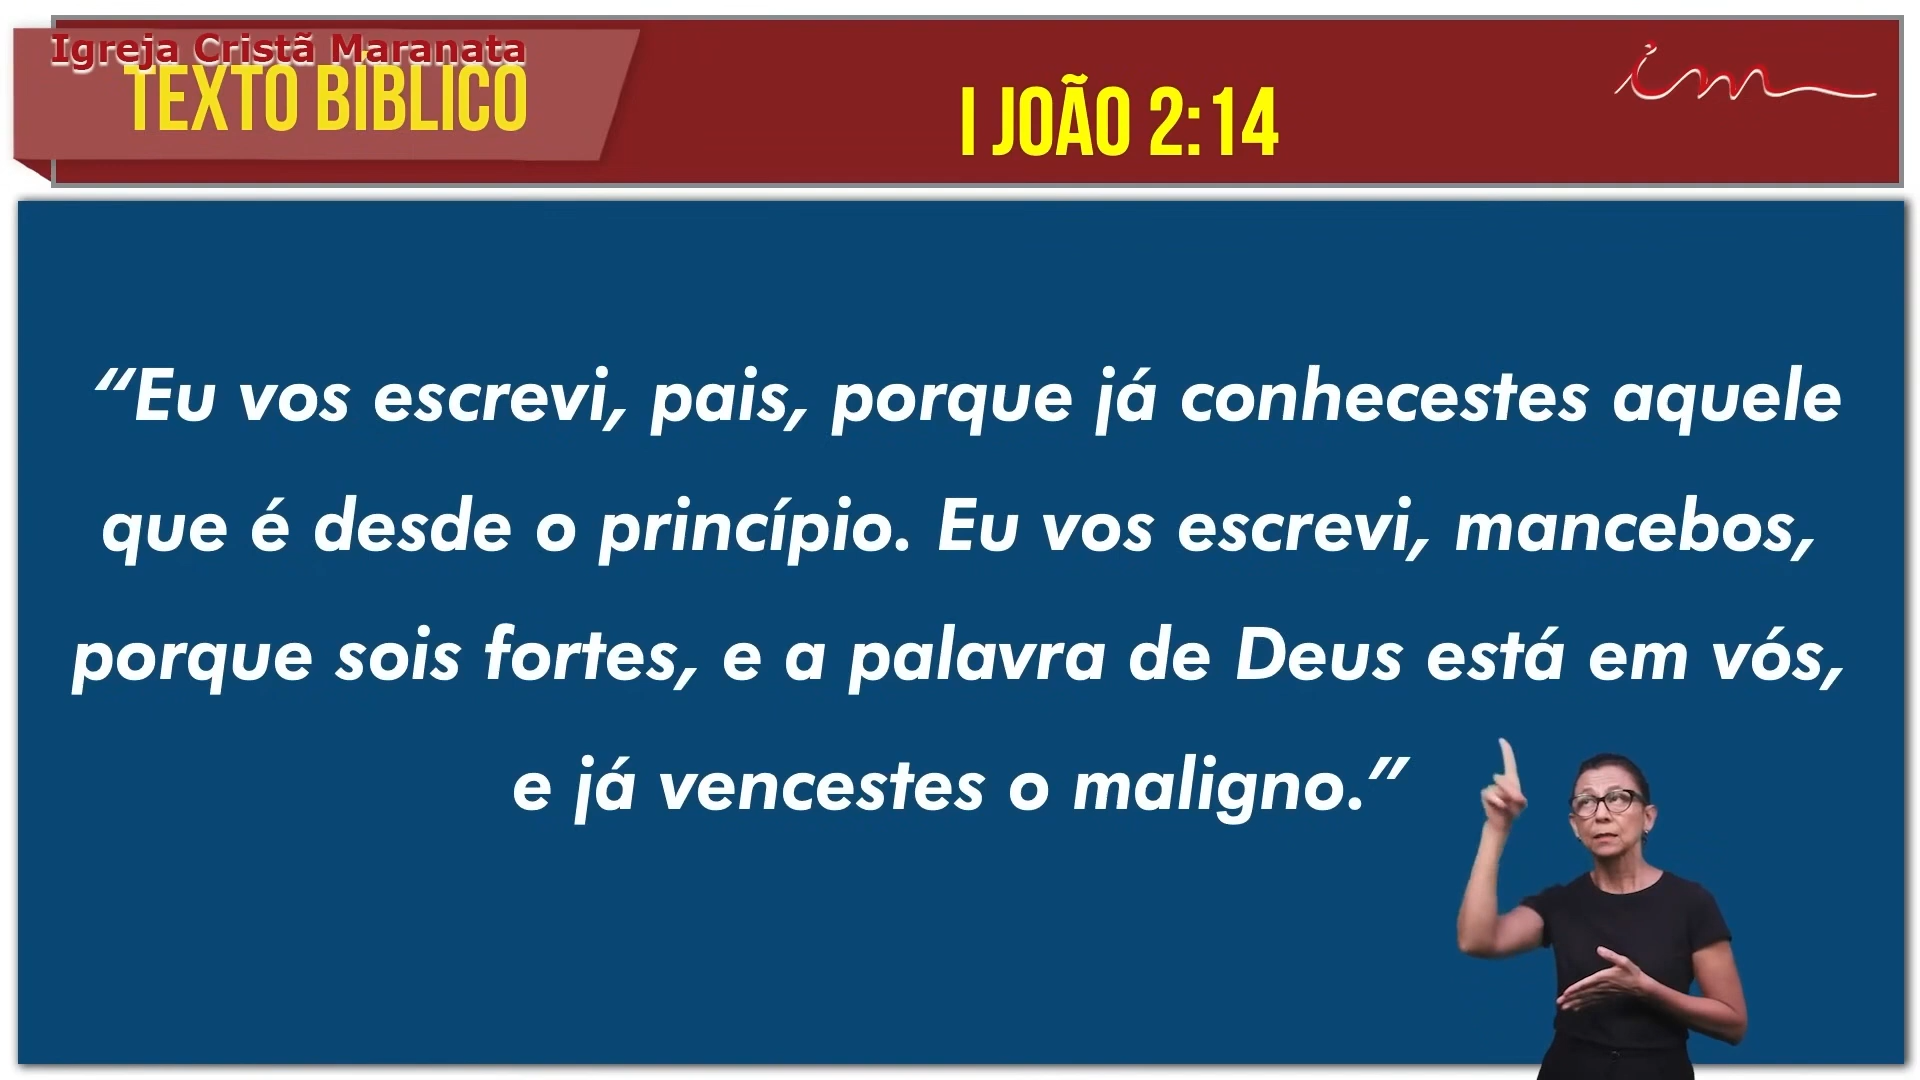 Igreja Cristã Maranata
TEXTO BÍBLICO
I JOÃO 2:14
im
“Eu vos escrevi, pais, porque já conhecestes aquele
que é desde o princípio. Eu vos escrevi, mancebos,
porque sois fortes, e a palavra de Deus está em vós,
e já vencestes o maligno.”